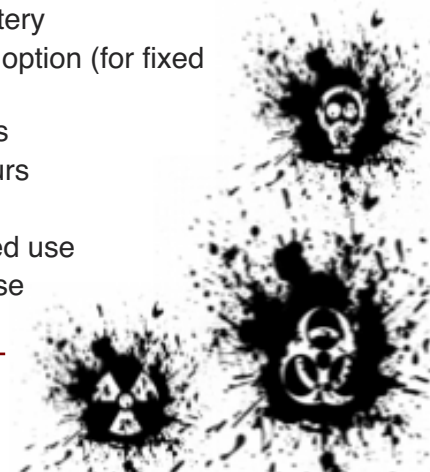 tery
option (for fixed
s
urs
ed use
se